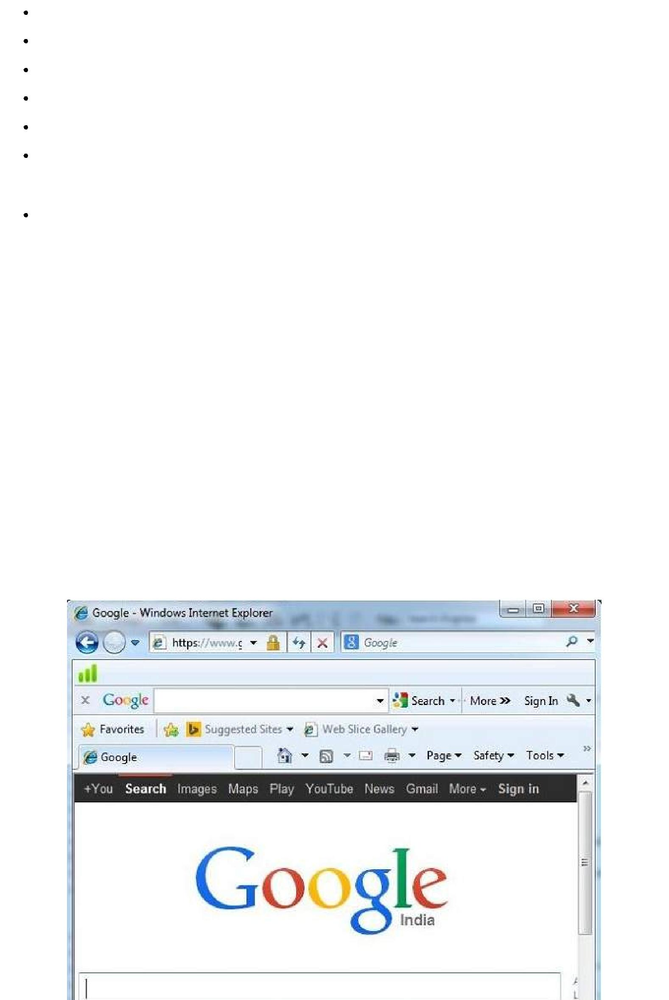 •
•
•
•
•
•
•
Google - Windows Internet Explorer
https://www.g Google
Google Search More » Sign In
Favorites Suggested Sites Web Slice Gallery
Google Page Safety Tools »
+You Search Images Maps Play YouTube News Gmail More Sign in
Google
India